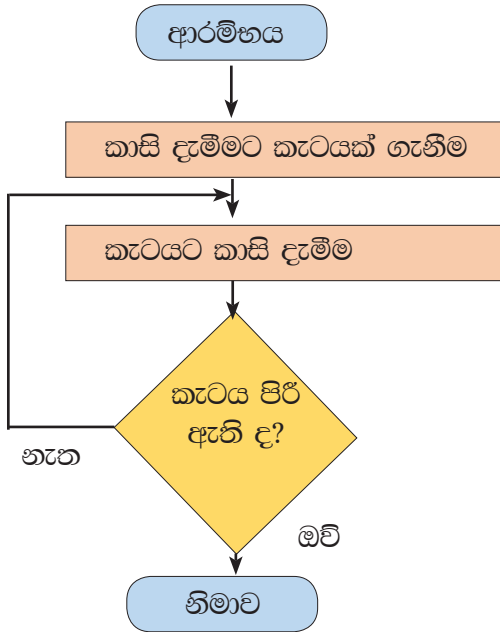 ආරම්භය
කාසි දැමීමට කැටයක් ගැනීම
කැටයට කාසි දැමීම
කැටය පිරී
ඇති ද?
නැත
ඔව්
නිමාව